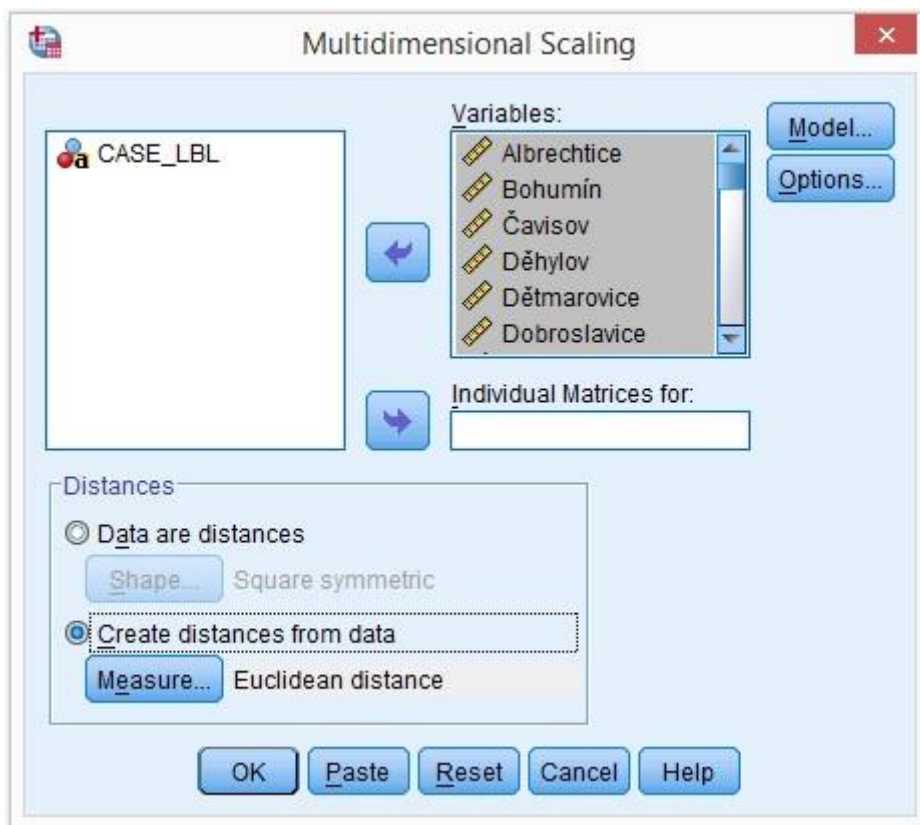 Multidimensional Scaling
CASE_LBL
Variables:
Albrechtice
Bohumín
Čavisov
Děhylov
Dětmarovice
Dobroslavice
Model...
Options...
Individual Matrices for:
Distances
Data are distances
Shape... Square symmetric
Create distances from data
Measure... Euclidean distance
OK Paste Reset Cancel Help